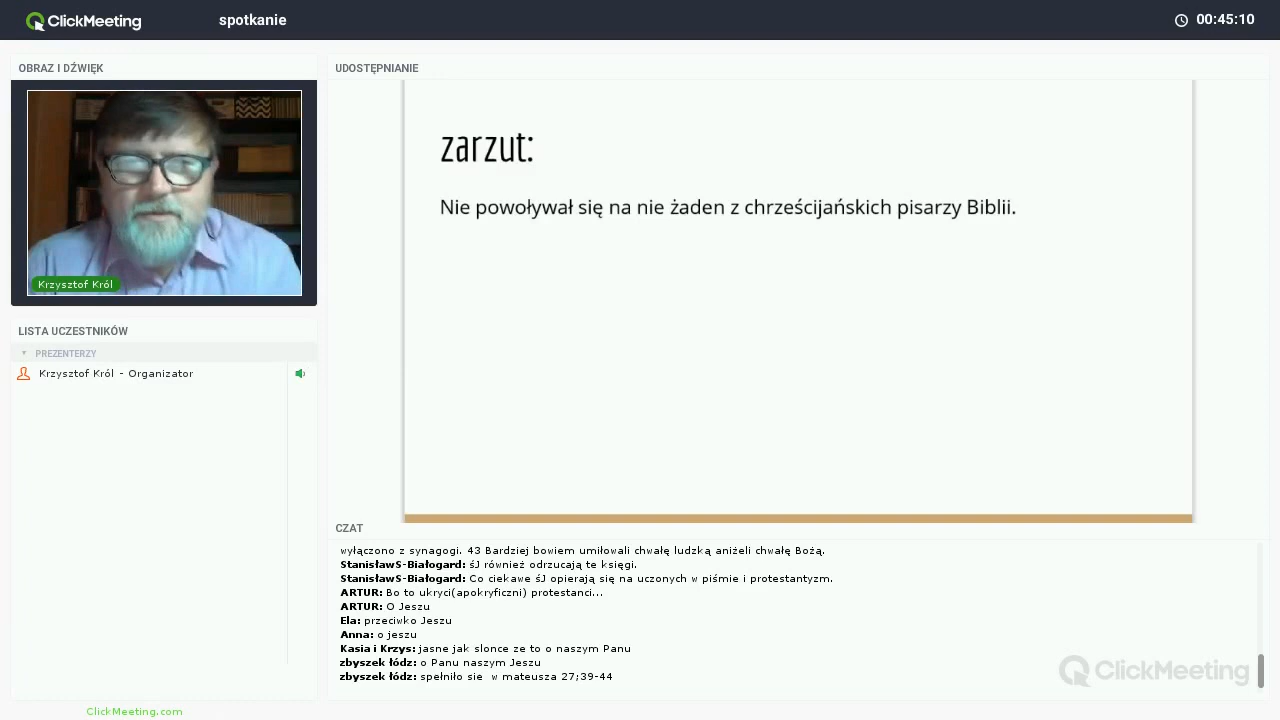 ClickMeeting
spotkanie
00:45:10
OBRAZ I DŹWIĘK
Krzysztof Król
LISTA UCZESTNIKÓW
PREZENTERZY
Krzysztof Król - Organizator
ClickMeeting.com
UDOSTĘPNIANIE
zarzut:
Nie powoływał się na nie żaden z chrześcijańskich pisarzy Biblii.
CZAT
wyłączono z synagogi. 43 Bardziej bowiem umiłowali chwałę ludzką aniżeli chwałę Bożą.
StanisławS-Białogard: śJ również odrzucają te księgi.
StanisławS-Białogard: Co ciekawe śJ opierają się na uczonych w piśmie i protestantyzm.
ARTUR: Bo to ukryci(apokryficzni) protestanci...
ARTUR: O Jeszu
Ela: przeciwko Jeszu
Anna: o jeszu
Kasia i Krzys: jasne jak slonce ze to o naszym Panu
zbyszek łódz: o Panu naszym Jeszu
zbyszek łódz: spełniło sie w mateusza 27;39-44
ClickMeeting